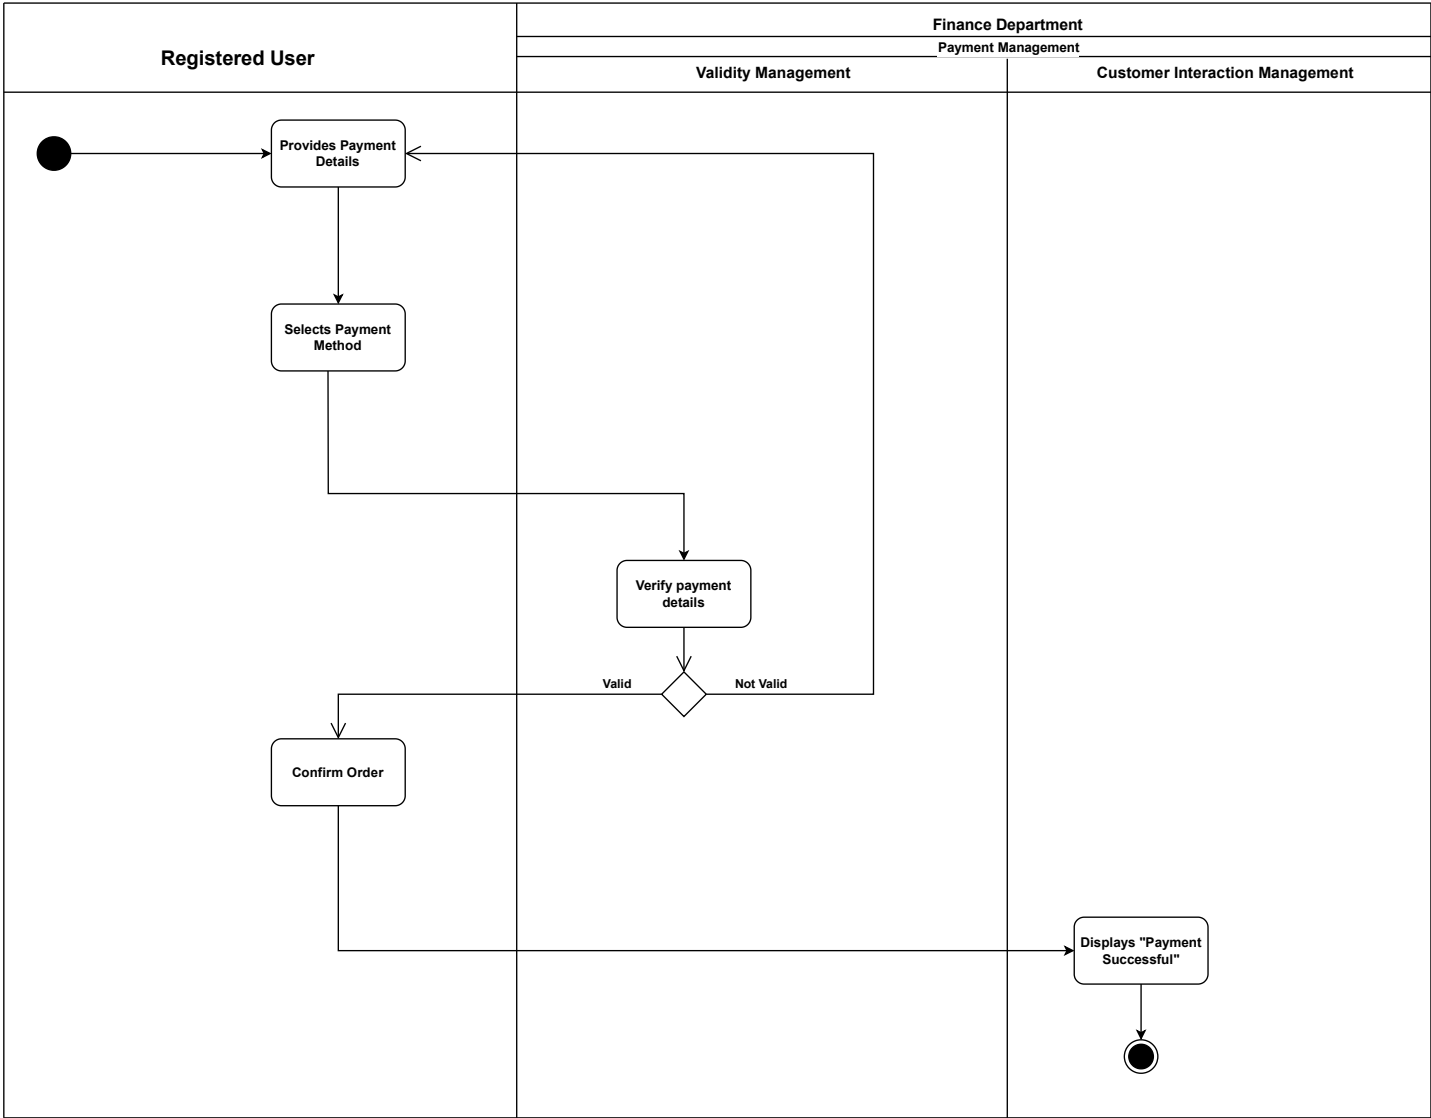 Finance Department
Registered User
Payment Management
Validity Management
Customer Interaction Management
Provides Payment
Details
Selects Payment
Method
Verify payment
details
Valid
Not Valid
Confirm Order
Displays "Payment
Successful"